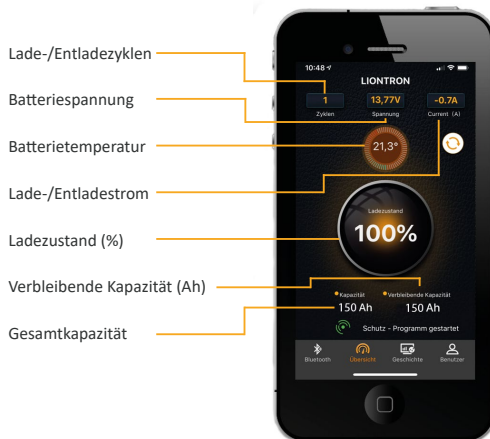 Lade-/Entladezyklen
Batteriespannung
Batterietemperatur
Lade-/Entladestrom
Ladezustand (%)
Verbleibende Kapazität (Ah)
Gesamtkapazität
10:48
LIONTRON
1 13,77V -0.7A
Zyklen Spannung Current (A)
21,3°
Ladezustand
100%
Kapazität Verbleibende Kapazität
150 Ah 150 Ah
Schutz - Programm gestartet
Bluetooth Übersicht Geschichte Benutzer